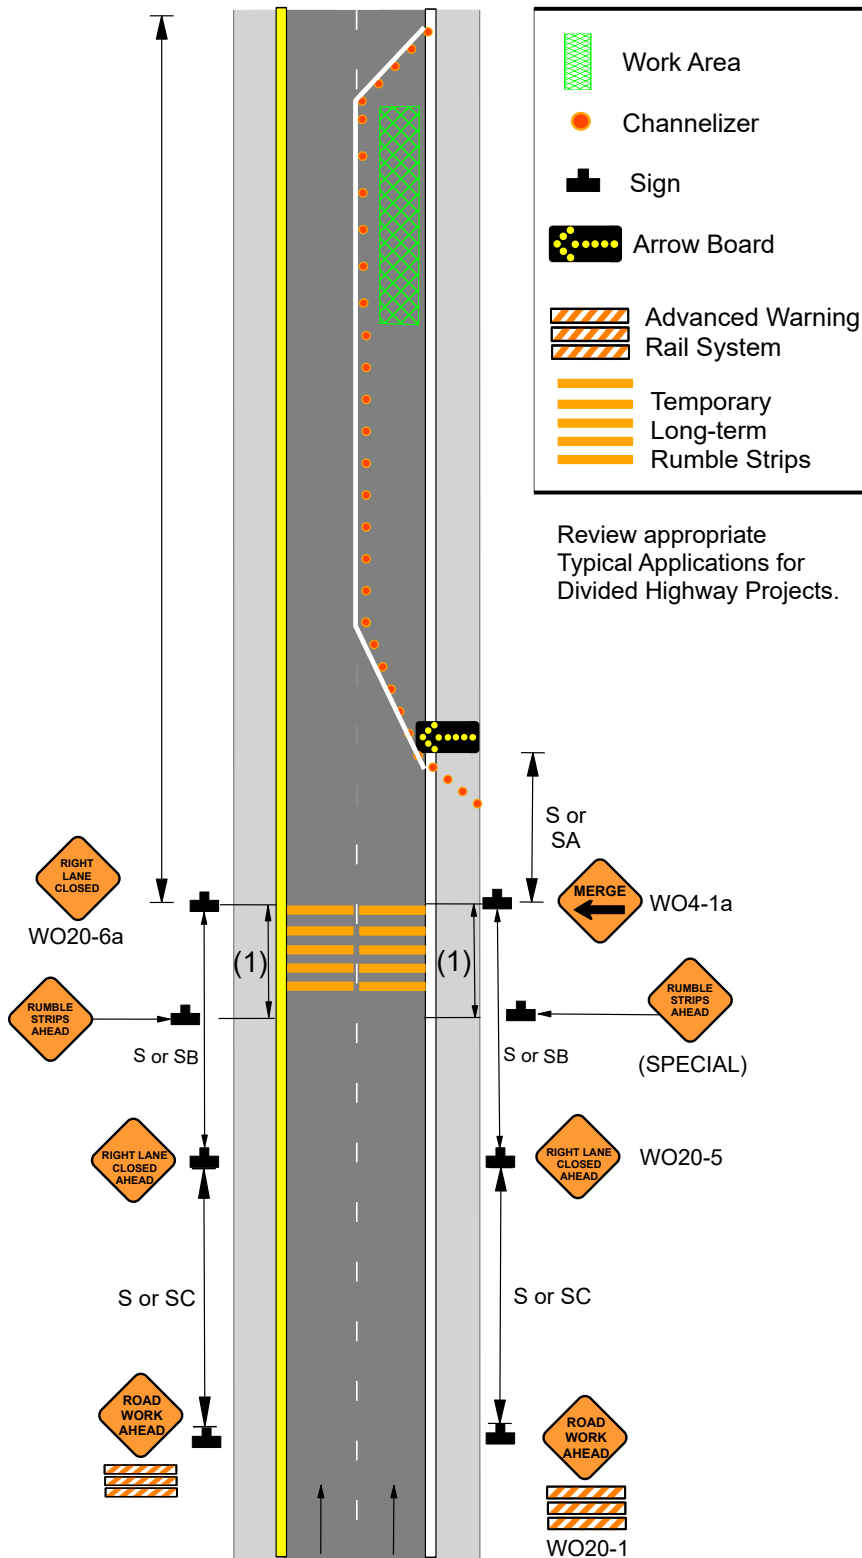 Work Area
Channelizer
Sign
Arrow Board
Advanced Warning
Rail System
Temporary
Long-term
Rumble Strips
Review appropriate
Typical Applications for
Divided Highway Projects.
S or
SA
RIGHT
LANE
CLOSED
WO20-6a
MERGE
WO4-1a
(1)
(1)
RUMBLE
STRIPS
AHEAD
RUMBLE
STRIPS
AHEAD
(SPECIAL)
S or SB
S or SB
RIGHT LANE
CLOSED
AHEAD
RIGHT LANE
CLOSED
AHEAD
WO20-5
S or SC
S or SC
ROAD
WORK
AHEAD
ROAD
WORK
AHEAD
WO20-1